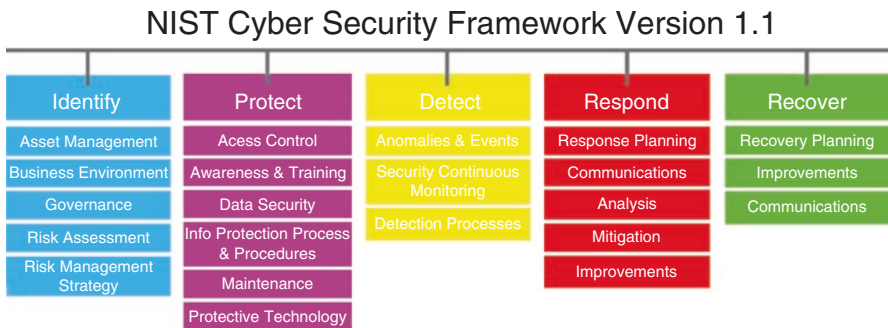 NIST Cyber Security Framework Version 1.1
Identify
Asset Management
Business Environment
Governance
Risk Assessment
Risk Management
Strategy
Protect
Acess Control
Awareness & Training
Data Security
Info Protection Process
& Procedures
Maintenance
Protective Technology
Detect
Anomalies & Events
Security Continuous
Monitoring
Detection Processes
Respond
Response Planning
Communications
Analysis
Mitigation
Improvements
Recover
Recovery Planning
Improvements
Communications